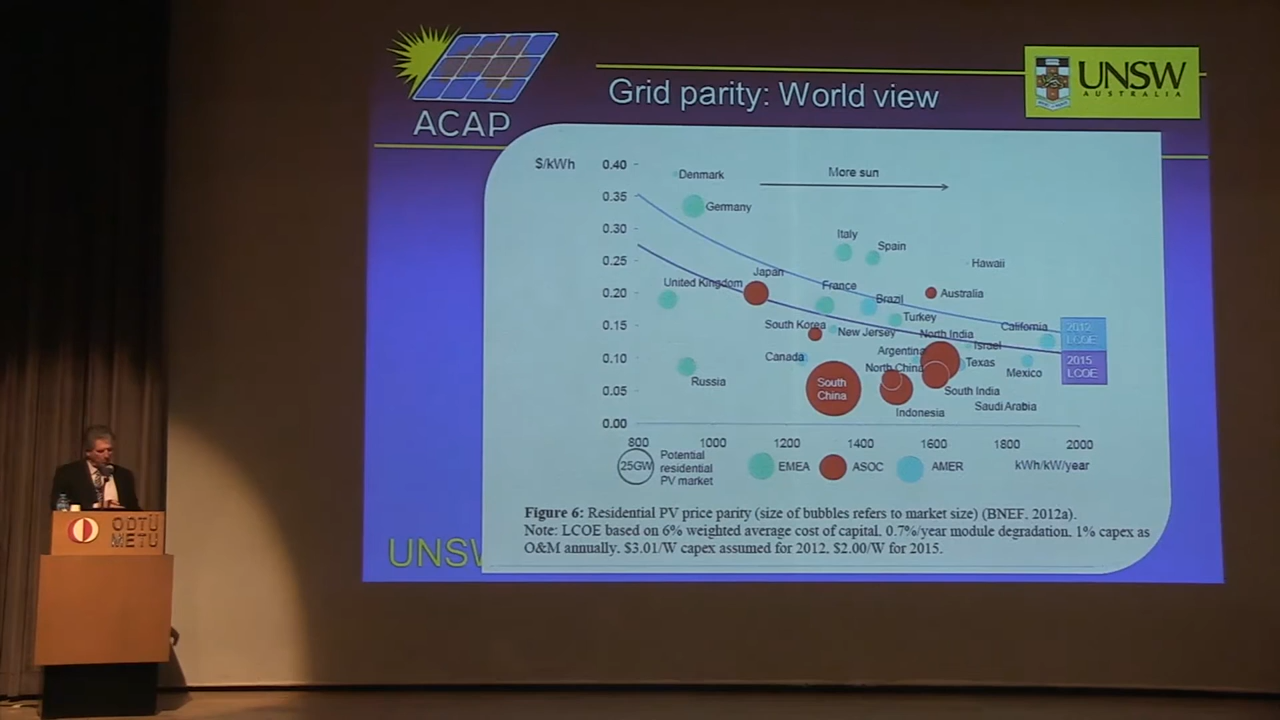 ACAP
Grid parity: World view
UNSW
AUSTRALIA
$/kWh
0.40
0.35
0.30
0.25
0.20
0.15
0.10
0.05
0.00
More sun
Denmark
Germany
Italy
Spain
Hawaii
Japan
United Kingdom
France
Brazil
Australia
Turkey
South Korea
New Jersey
North India
California
Israel
Canada
Argentina
Texas
North China
Mexico
Russia
South
China
South India
Indonesia
Saudi Arabia
2012
LCOE
2015
LCOE
800 1000 1200 1400 1600 1800 2000
25GW
Potential
residential
PV market
EMEA ASOC AMER kWh/kW/year
Figure 6: Residential PV price parity (size of bubbles refers to market size) (BNEF, 2012a).
Note: LCOE based on 6% weighted average cost of capital, 0.7%/year module degradation, 1% capex as
O&M annually. $3.01/W capex assumed for 2012, $2.00/W for 2015.
UNSW
ODTÜ
METU